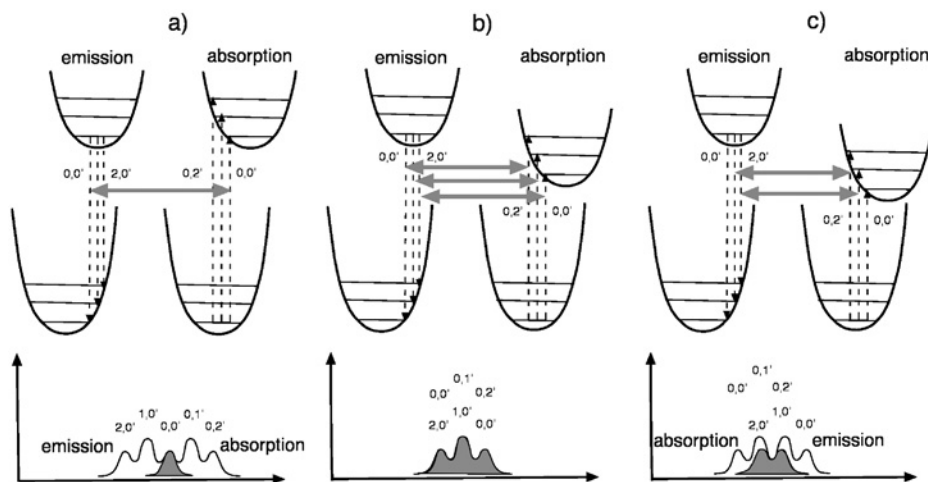 a)
emission absorption
0,0' 2,0' 0,2' 0,0'
1,0' 0,1'
2,0' 0,0' 0,2'
emission absorption
b)
emission absorption
0,0' 2,0'
0,2' 0,0'
0,1'
0,0' 0,2'
1,0'
2,0' 0,0'
c)
emission absorption
0,0' 2,0'
0,2' 0,0'
0,1'
0,0' 0,2'
1,0'
2,0' 0,0'
absorption emission